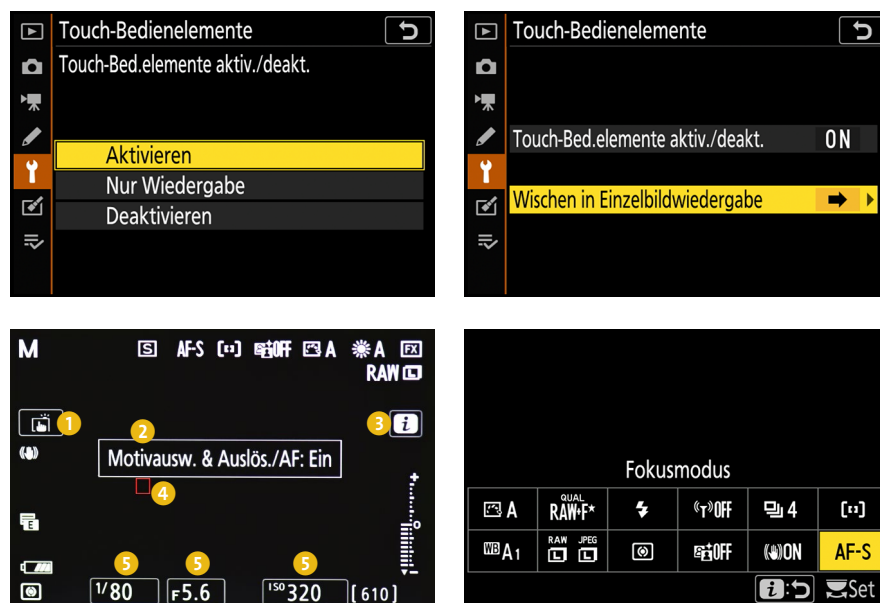 Touch-Bedienelemente
Touch-Bed.elemente aktiv./deakt.
Aktivieren
Nur Wiedergabe
Deaktivieren
Touch-Bedienelemente
Touch-Bed.elemente aktiv./deakt. ON
Wischen in Einzelbildwiedergabe
M S AF-S OFF A A FX
RAW L
1 3 i
2
Motivausw. & Auslös./AF: Ein
4
E
5 5 5
1/80 F5.6 ISO 320 [610]
Fokusmodus
A QUAL RAW+F★ OFF 4
WB A1 RAW L JPEG L OFF ON AF-S
i: Set